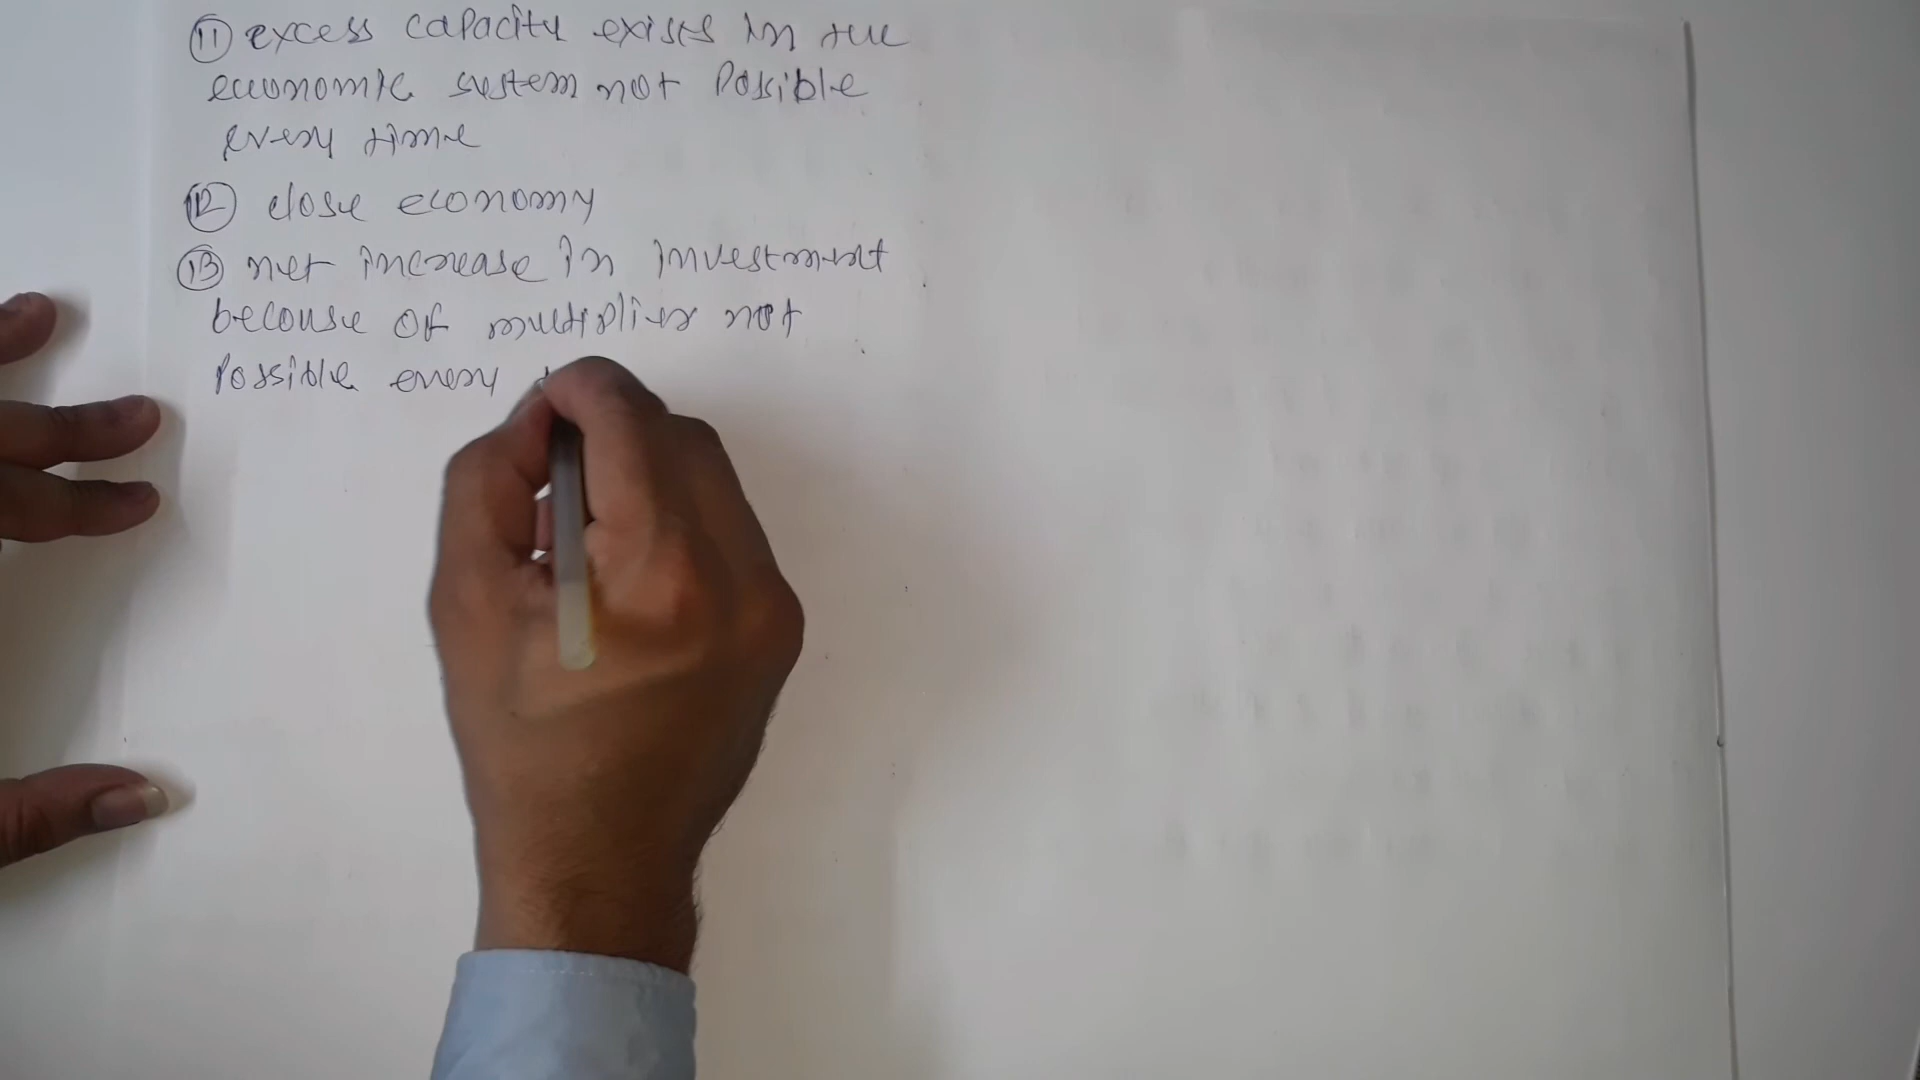 ⑪ excess capacity exists in the
economic system not Possible
every time
⑫ close economy
⑬ net increase in investment
becouse of multiplier not
Possible every